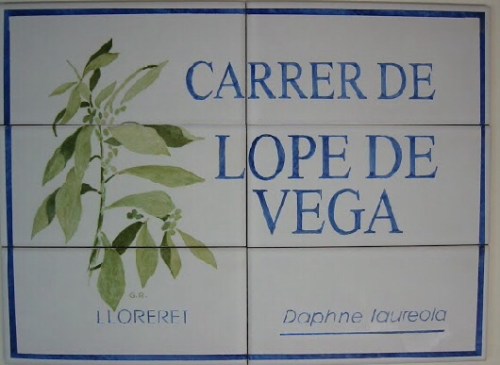 CARRER DE
LOPE DE
VEGA
G.B.
LLORERET
Daphne laureola